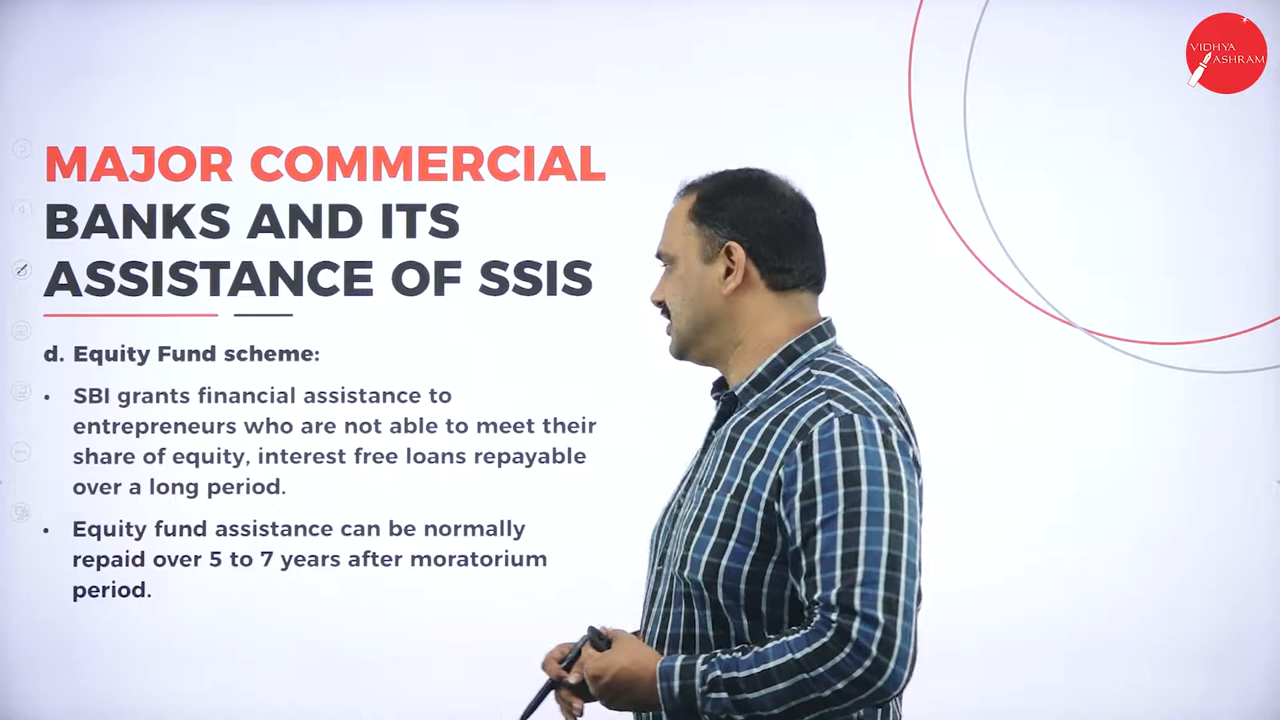 VIDHYA
ASHRAM
MAJOR COMMERCIAL
BANKS AND ITS
ASSISTANCE OF SSIS
d. Equity Fund scheme:
• SBI grants financial assistance to
entrepreneurs who are not able to meet their
share of equity, interest free loans repayable
over a long period.
• Equity fund assistance can be normally
repaid over 5 to 7 years after moratorium
period.